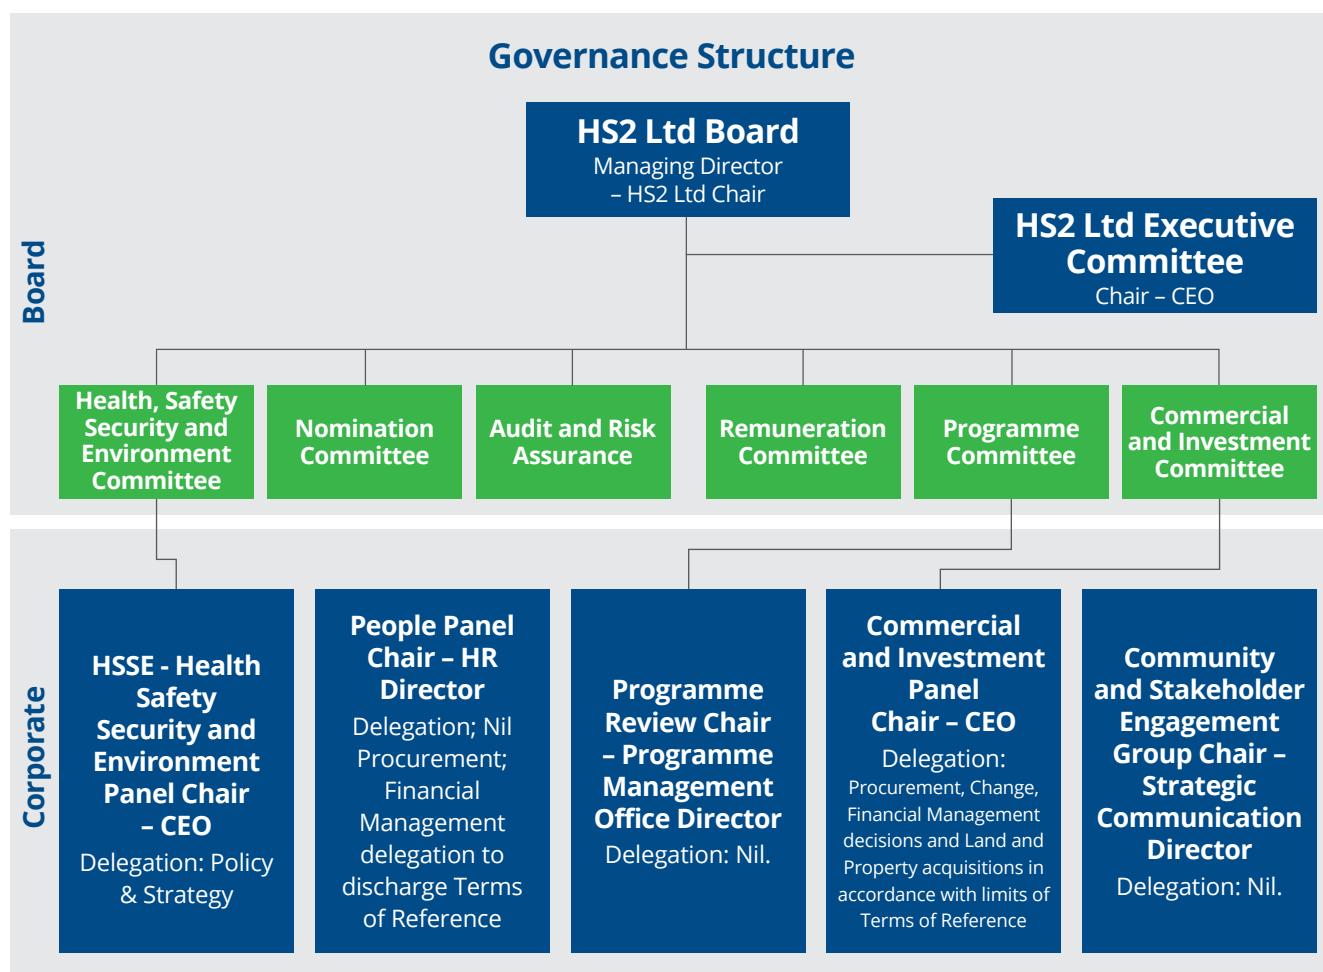 Governance Structure
HS2 Ltd Board
Managing Director
– HS2 Ltd Chair
HS2 Ltd Executive
Committee
Chair – CEO
Board
Health, Safety
Security and
Environment
Committee
Nomination
Committee
Audit and Risk
Assurance
Remuneration
Committee
Programme
Committee
Commercial
and Investment
Committee
Corporate
HSSE - Health
Safety
Security and
Environment
Panel Chair
– CEO
Delegation: Policy
& Strategy
People Panel
Chair – HR
Director
Delegation; Nil
Procurement;
Financial
Management
delegation to
discharge Terms
of Reference
Programme
Review Chair
– Programme
Management
Office Director
Delegation: Nil.
Commercial
and Investment
Panel
Chair – CEO
Delegation:
Procurement, Change,
Financial Management
decisions and Land and
Property acquisitions in
accordance with limits of
Terms of Reference
Community
and Stakeholder
Engagement
Group Chair –
Strategic
Communication
Director
Delegation: Nil.